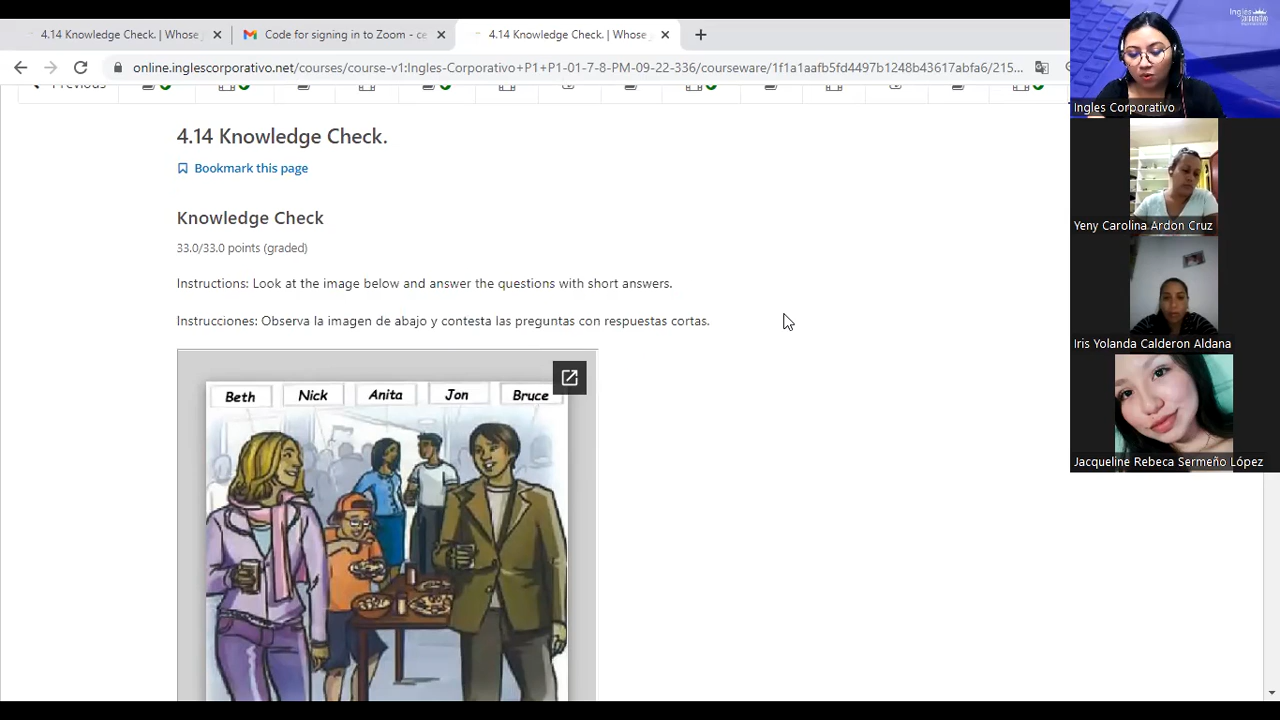 4.14 Knowledge Check. | Whose
Code for signing in to Zoom - ce
4.14 Knowledge Check. | Whose
online.inglescorporativo.net/courses/course-v1:Ingles-Corporativo+P1+P1-01-7-8-PM-09-22-336/courseware/1f1a1aafb5fd4497b1248b43617abfa6/215...
Previous
4.14 Knowledge Check.
Bookmark this page
Knowledge Check
33.0/33.0 points (graded)
Instructions: Look at the image below and answer the questions with short answers.
Instrucciones: Observa la imagen de abajo y contesta las preguntas con respuestas cortas.
Beth Nick Anita Jon Bruce
Ingles Corporativo
Yeny Carolina Ardon Cruz
Iris Yolanda Calderon Aldana
Jacqueline Rebeca Sermeño López